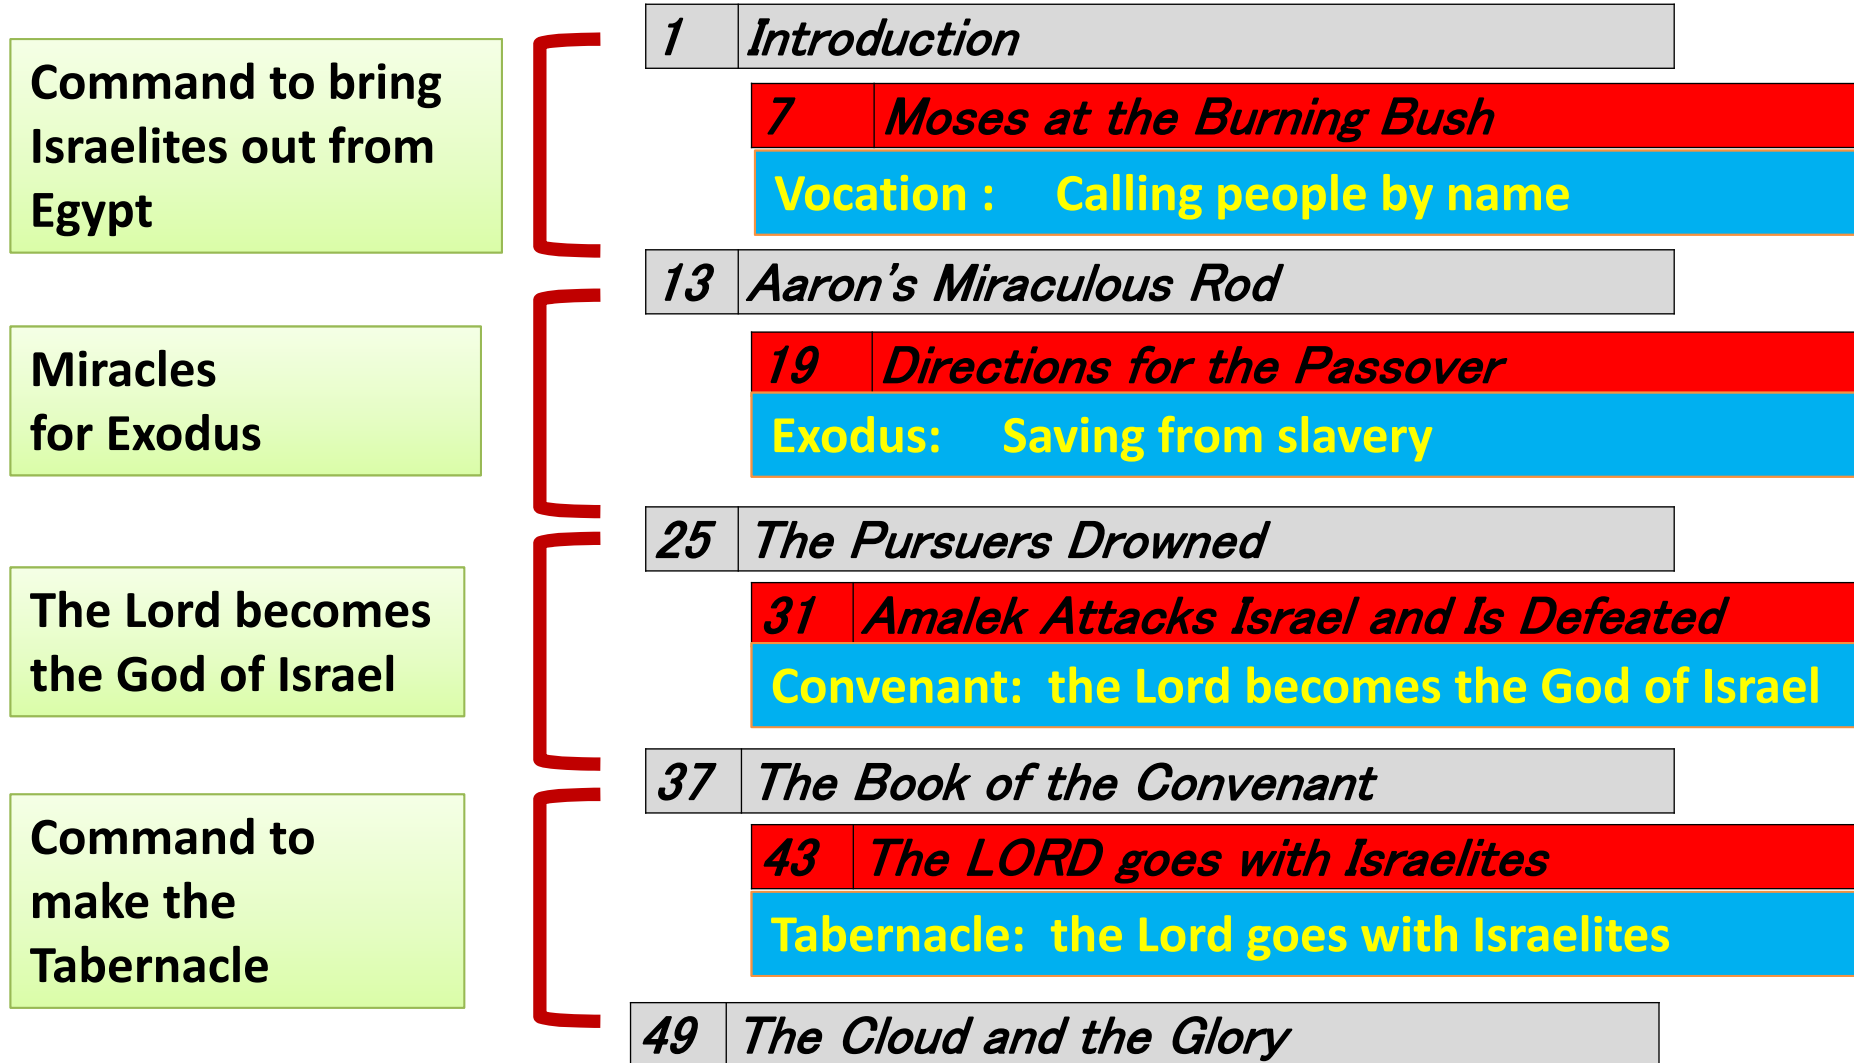 Command to bring
Israelites out from
Egypt
1 Introduction
7 Moses at the Burning Bush
Vocation : Calling people by name
13 Aaron's Miraculous Rod
Miracles
for Exodus
19 Directions for the Passover
Exodus: Saving from slavery
25 The Pursuers Drowned
The Lord becomes
the God of Israel
31 Amalek Attacks Israel and Is Defeated
Convenant: the Lord becomes the God of Israel
37 The Book of the Convenant
Command to
make the
Tabernacle
43 The LORD goes with Israelites
Tabernacle: the Lord goes with Israelites
49 The Cloud and the Glory